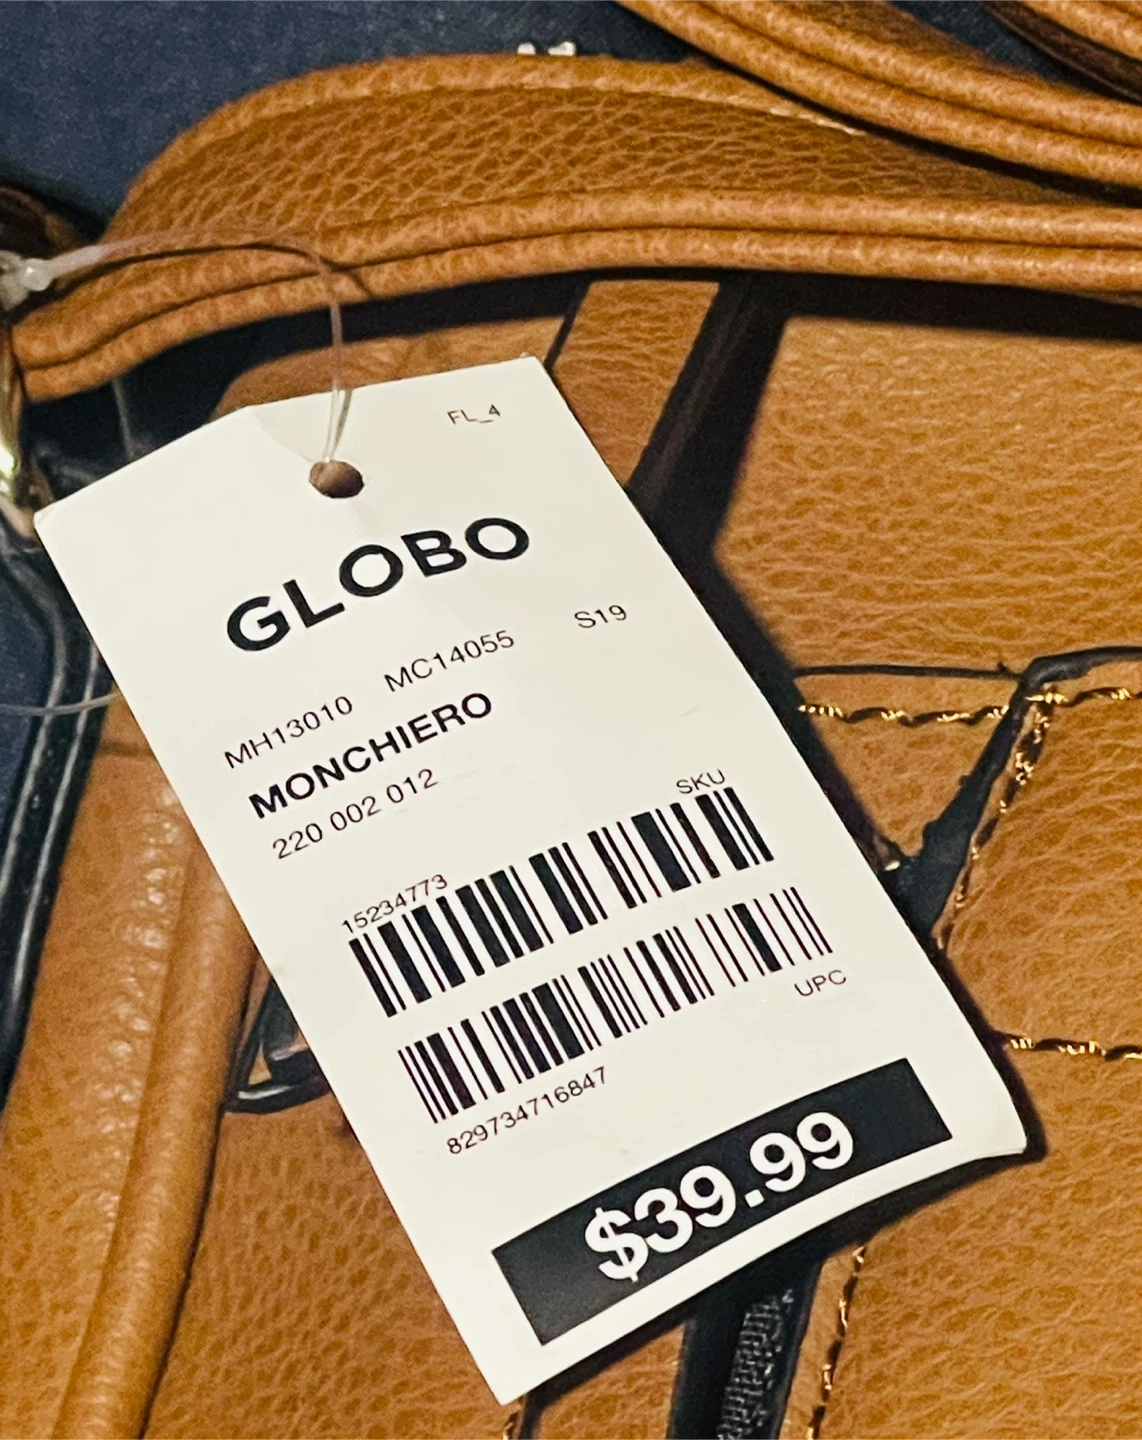 FL_4
GLOBO
MH13010 MC14055 S19
MONCHIERO
220 002 012
SKU
15234773
UPC
829734716847
$39.99